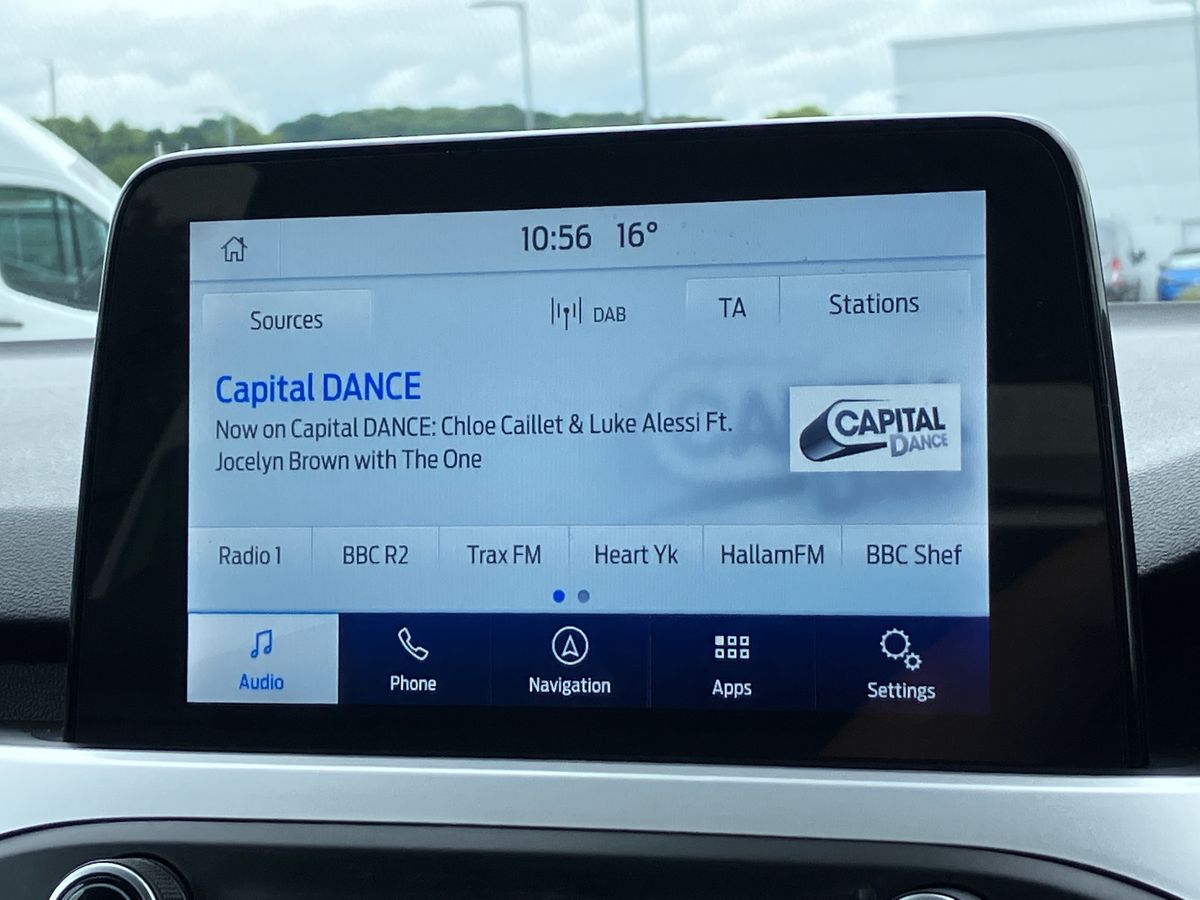 10:56 16°
Sources
DAB
TA
Stations
Capital DANCE
Now on Capital DANCE: Chloe Caillet & Luke Alessi Ft.
Jocelyn Brown with The One
CAPITAL
DANCE
Radio 1
BBC R2
Trax FM
Heart Yk
HallamFM
BBC Shef
Audio
Phone
Navigation
Apps
Settings